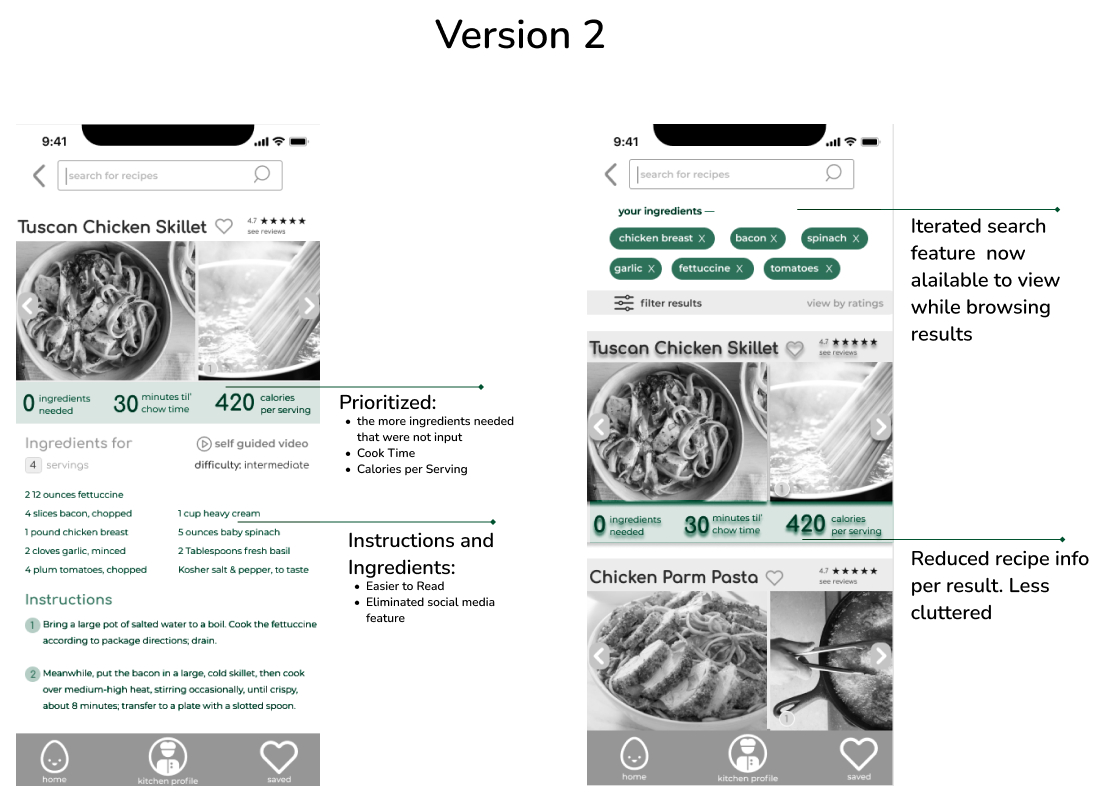 Version 2
9:41
search for recipes
Tuscan Chicken Skillet
4.7 ★★★★★
see reviews
1
0 ingredients needed
30 minutes til' chow time
420 calories per serving
Ingredients for
4 servings
self guided video
difficulty: intermediate
2 12 ounces fettuccine
4 slices bacon, chopped
1 pound chicken breast
2 cloves garlic, minced
4 plum tomatoes, chopped
1 cup heavy cream
5 ounces baby spinach
2 Tablespoons fresh basil
Kosher salt & pepper, to taste
Instructions
1 Bring a large pot of salted water to a boil. Cook the fettuccine
according to package directions; drain.
2 Meanwhile, put the bacon in a large, cold skillet, then cook
over medium-high heat, stirring occasionally, until crispy,
about 8 minutes; transfer to a plate with a slotted spoon.
home
kitchen profile
saved
Prioritized:
• the more ingredients needed
that were not input
• Cook Time
• Calories per Serving
Instructions and
Ingredients:
• Easier to Read
• Eliminated social media
feature
9:41
search for recipes
your ingredients —
chicken breast X
bacon X
spinach X
garlic X
fettuccine X
tomatoes X
filter results
view by ratings
Tuscan Chicken Skillet
4.7 ★★★★★
see reviews
1
0 ingredients needed
30 minutes til' chow time
420 calories per serving
Chicken Parm Pasta
4.7 ★★★★★
see reviews
1
home
kitchen profile
saved
Iterated search
feature now
alailable to view
while browsing
results
Reduced recipe info
per result. Less
cluttered